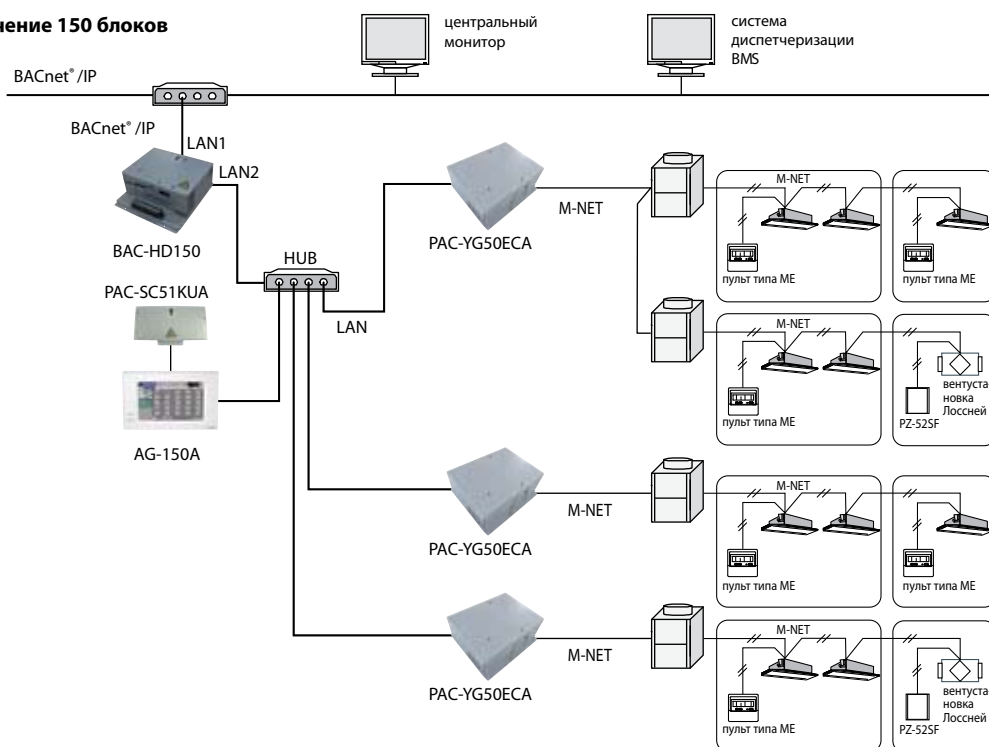 чение 150 блоков
центральный
монитор
система
диспетчеризации
BMS
BACnet® /IP
BACnet® /IP
LAN1
LAN2
BAC-HD150
HUB
PAC-SC51KUA
LAN
AG-150A
PAC-YG50ECA
M-NET
M-NET
пульт типа ME
пульт типа ME
M-NET
пульт типа ME
PZ-52SF
вентуста-
новка
Лоссней
PAC-YG50ECA
M-NET
M-NET
пульт типа ME
пульт типа ME
PAC-YG50ECA
M-NET
M-NET
пульт типа ME
PZ-52SF
вентуста-
новка
Лоссней